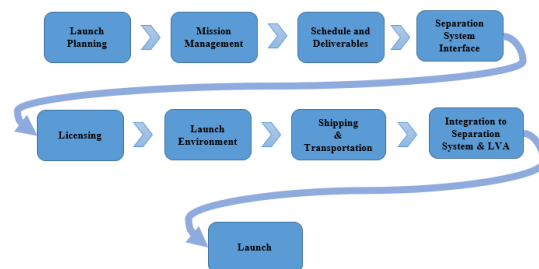 Launch
Planning
Mission
Management
Schedule and
Deliverables
Separation
System
Interface
Licensing
Launch
Environment
Shipping
&
Transportation
Integration to
Separation
System & LVA
Launch